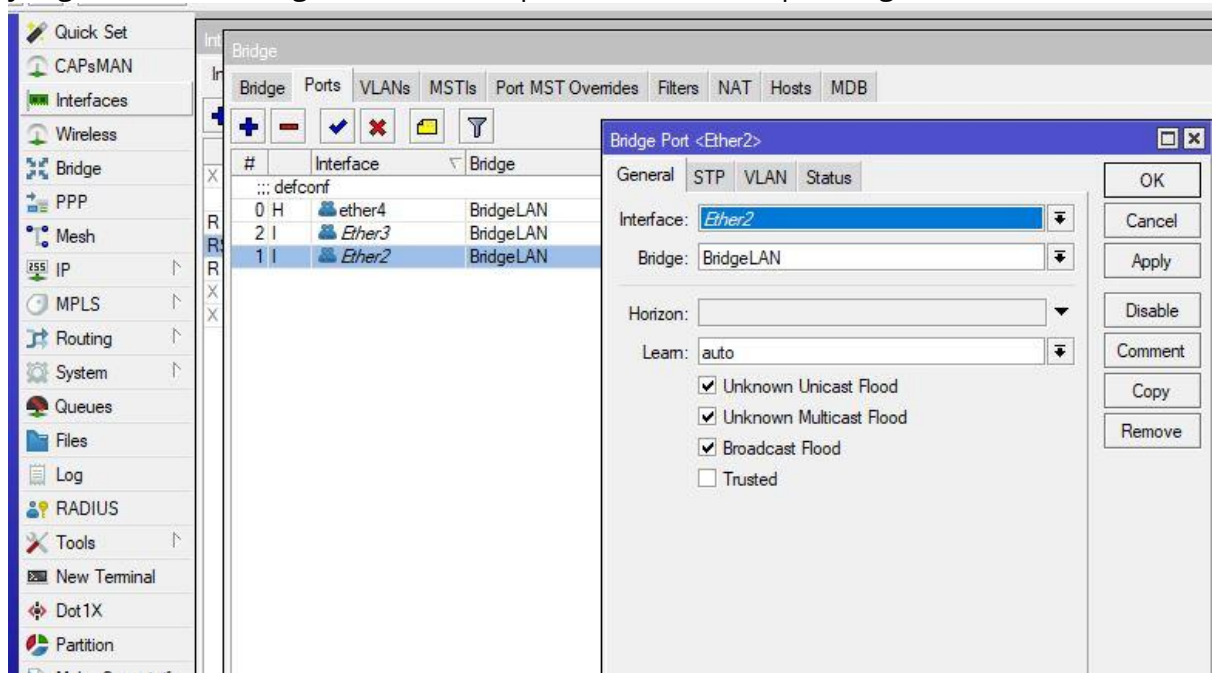 Quick Set
CAPsMAN
Interfaces
Wireless
Bridge
PPP
Mesh
IP
MPLS
Routing
System
Queues
Files
Log
RADIUS
Tools
New Terminal
Dot1X
Partition
Bridge
Bridge Ports VLANs MSTIs Port MST Overrides Filters NAT Hosts MDB
# Interface Bridge
;;; defconf
0 H ether4 BridgeLAN
2 I Ether3 BridgeLAN
1 I Ether2 BridgeLAN
Bridge Port <Ether2>
General STP VLAN Status
Interface: Ether2
Bridge: BridgeLAN
Horizon:
Learn: auto
Unknown Unicast Flood
Unknown Multicast Flood
Broadcast Flood
Trusted
OK
Cancel
Apply
Disable
Comment
Copy
Remove